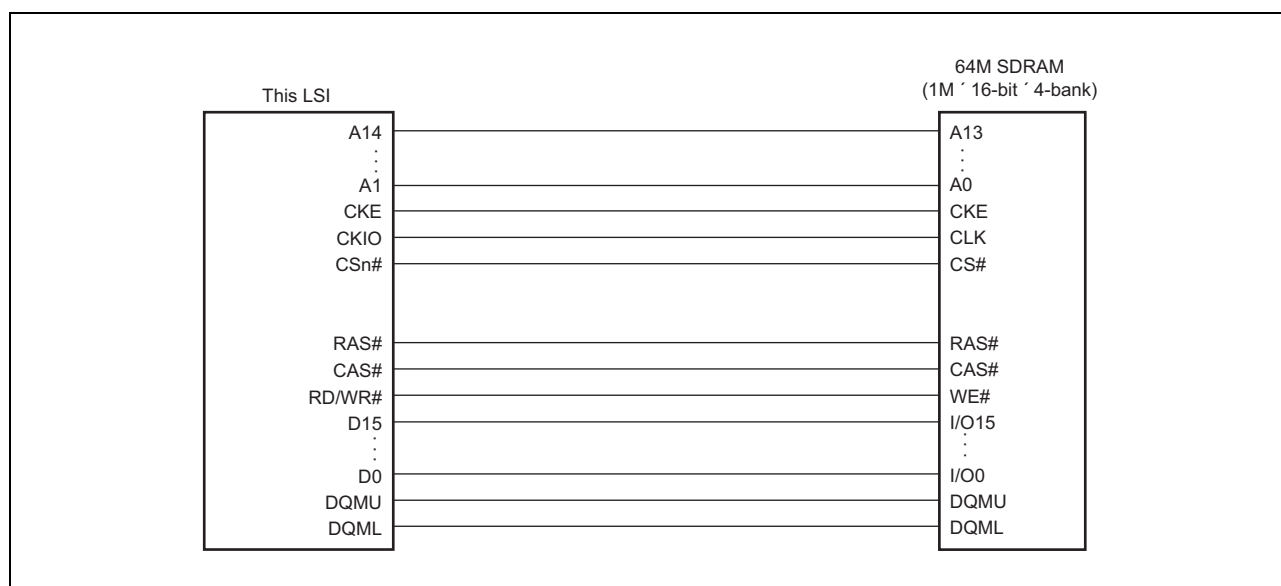 64M SDRAM
(1M ´ 16-bit ´ 4-bank)
This LSI
A14
A1
CKE
CKIO
CSn#
RAS#
CAS#
RD/WR#
D15
D0
DQMU
DQML
A13
A0
CKE
CLK
CS#
RAS#
CAS#
WE#
I/O15
I/O0
DQMU
DQML